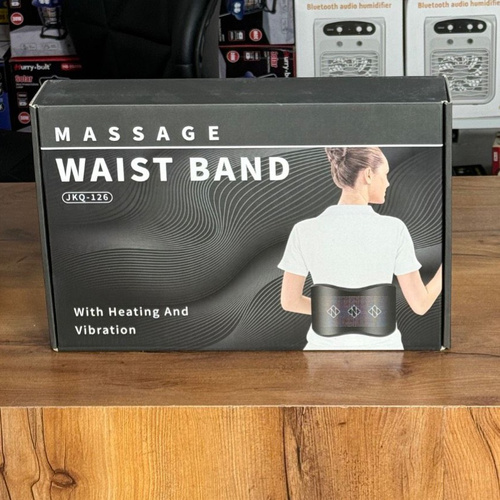 Bluetooth audio humidifier
Bluetooth audio humidifier
MASSAGE
WAIST BAND
JKQ-126
With Heating And
Vibration